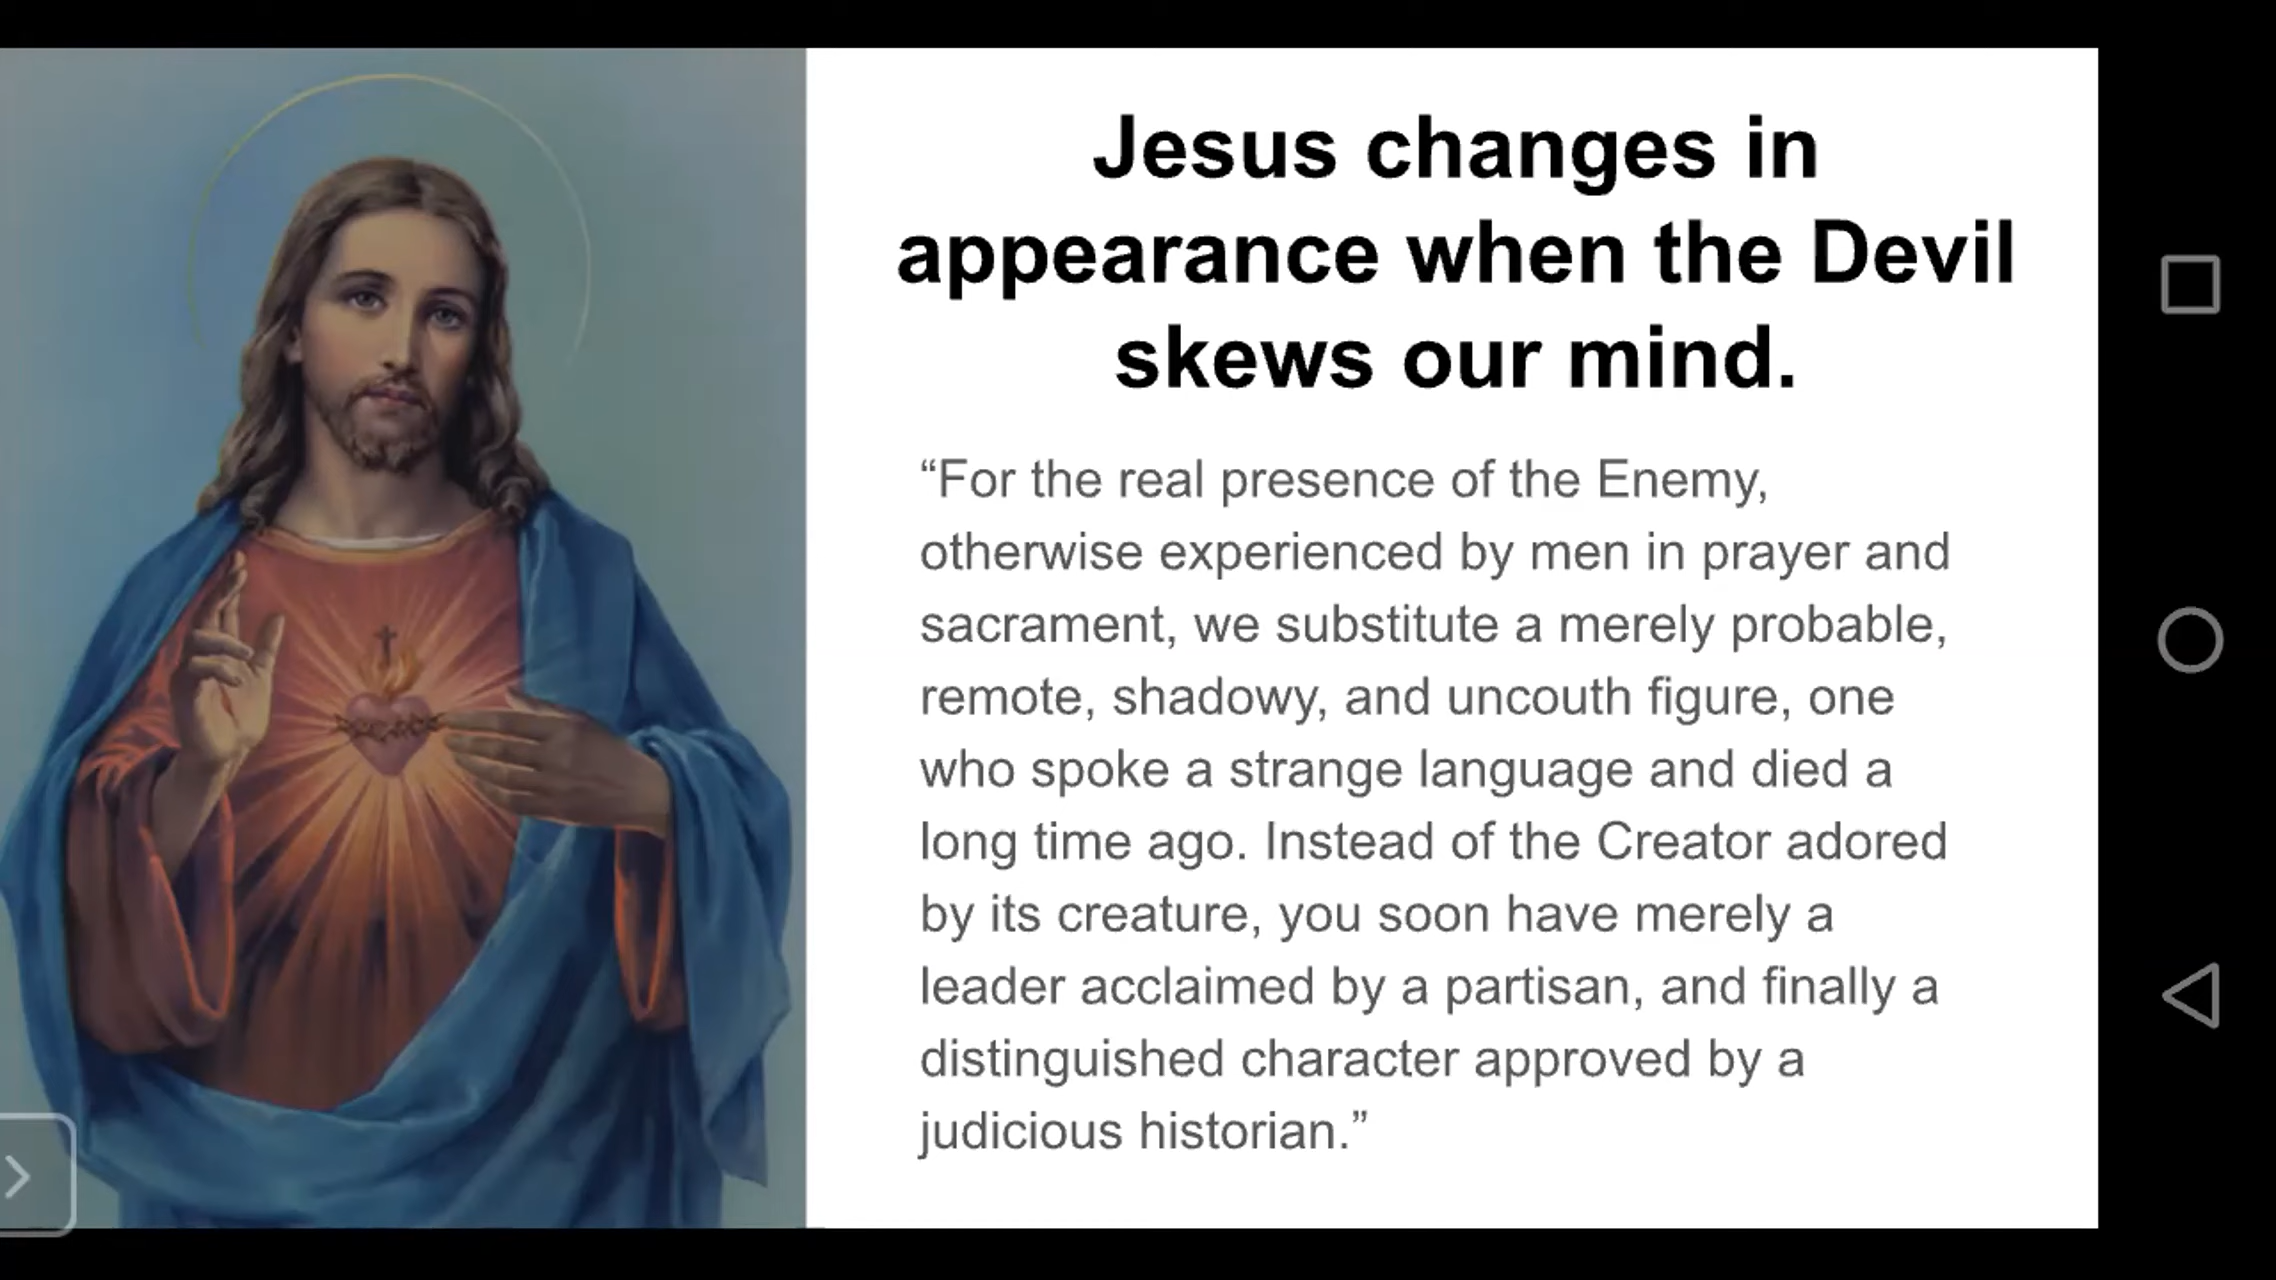 Jesus changes in
appearance when the Devil
skews our mind.
“For the real presence of the Enemy,
otherwise experienced by men in prayer and
sacrament, we substitute a merely probable,
remote, shadowy, and uncouth figure, one
who spoke a strange language and died a
long time ago. Instead of the Creator adored
by its creature, you soon have merely a
leader acclaimed by a partisan, and finally a
distinguished character approved by a
judicious historian.”